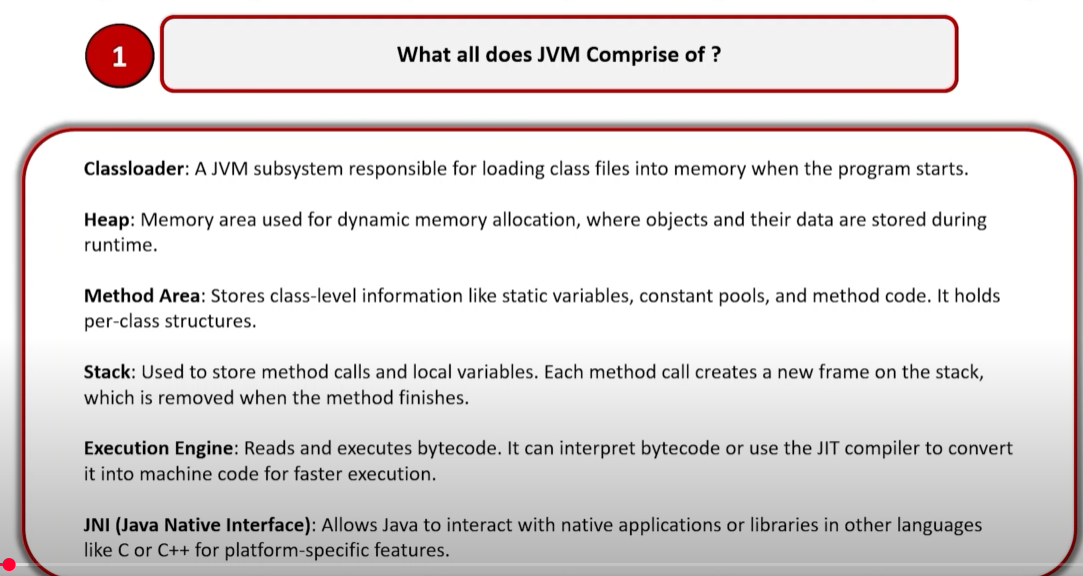 1
What all does JVM Comprise of ?
Classloader: A JVM subsystem responsible for loading class files into memory when the program starts.
Heap: Memory area used for dynamic memory allocation, where objects and their data are stored during
runtime.
Method Area: Stores class-level information like static variables, constant pools, and method code. It holds
per-class structures.
Stack: Used to store method calls and local variables. Each method call creates a new frame on the stack,
which is removed when the method finishes.
Execution Engine: Reads and executes bytecode. It can interpret bytecode or use the JIT compiler to convert
it into machine code for faster execution.
JNI (Java Native Interface): Allows Java to interact with native applications or libraries in other languages
like C or C++ for platform-specific features.